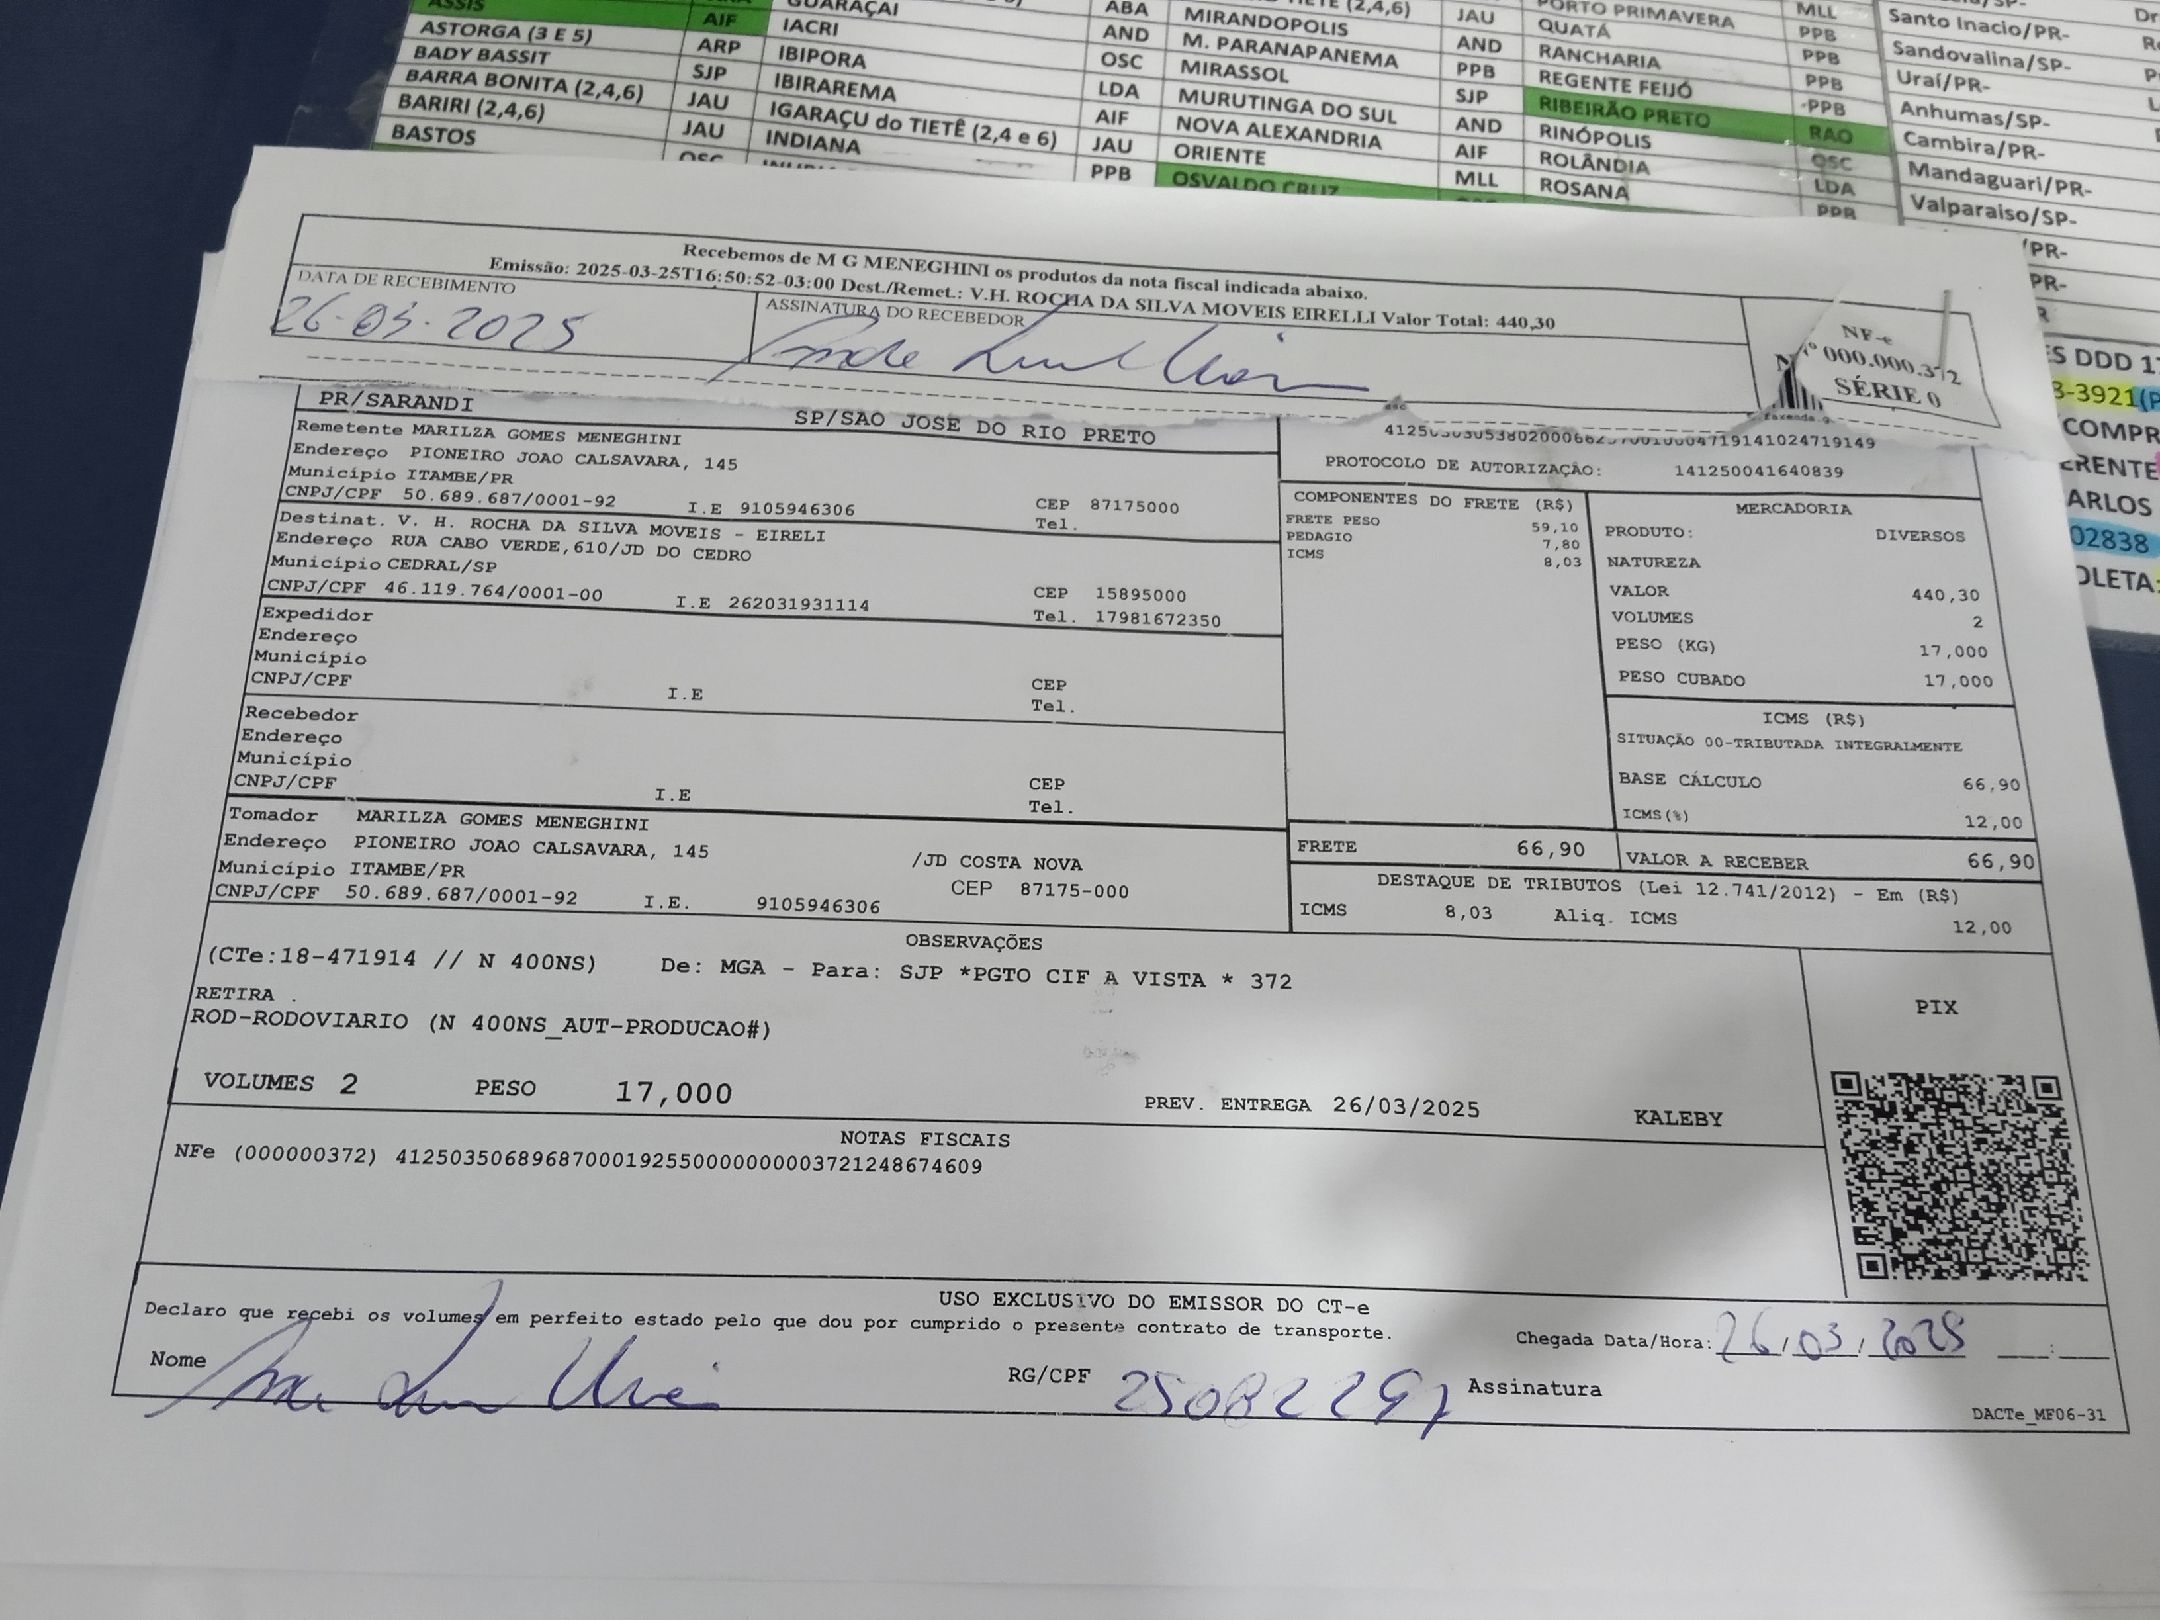 ASSIS
ASTORGA (3 E 5) AIF IACRI AND MIRANDOPOLIS JAU QUATÁ PPB Santo Inacio/PR-
BADY BASSIT ARP IBIPORA OSC M. PARANAPANEMA AND RANCHARIA PPB Sandovalina/SP-
BARRA BONITA (2,4,6) SJP IBIRAREMA LDA MIRASSOL PPB REGENTE FEIJÓ PPB Uraí/PR-
BARIRI (2,4,6) JAU IGARAÇU do TIETÊ (2,4 e 6) AIF MURUTINGA DO SUL SJP RIBEIRÃO PRETO RAO Anhumas/SP-
BASTOS JAU INDIANA JAU NOVA ALEXANDRIA AND RINÓPOLIS OSC Cambira/PR-
OSC PPB ORIENTE AIF ROLÂNDIA LDA Mandaguari/PR-
OSVALDO CRUZ MLL ROSANA PPB Valparaiso/SP-
Recebemos de M G MENEGHINI os produtos da nota fiscal indicada abaixo.
Emissão: 2025-03-25T16:50:52-03:00 Dest./Remet.: V.H. ROCHA DA SILVA MOVEIS EIRELLI Valor Total: 440,30
DATA DE RECEBIMENTO
26-03-2025
ASSINATURA DO RECEBEDOR
NF-e
Nº 000.000.372
SÉRIE 0
PR/SARANDI SP/SAO JOSE DO RIO PRETO
Remetente MARILZA GOMES MENEGHINI
Endereço PIONEIRO JOAO CALSAVARA, 145
Município ITAMBE/PR
CNPJ/CPF 50.689.687/0001-92 I.E 9105946306 CEP 87175000
Tel.
Destinat. V. H. ROCHA DA SILVA MOVEIS - EIRELI
Endereço RUA CABO VERDE,610/JD DO CEDRO
Município CEDRAL/SP
CNPJ/CPF 46.119.764/0001-00 I.E 262031931114 CEP 15895000
Tel. 17981672350
Expedidor
Endereço
Município
CNPJ/CPF I.E CEP
Tel.
Recebedor
Endereço
Município
CNPJ/CPF I.E CEP
Tel.
Tomador MARILZA GOMES MENEGHINI
Endereço PIONEIRO JOAO CALSAVARA, 145 /JD COSTA NOVA
Município ITAMBE/PR CEP 87175-000
CNPJ/CPF 50.689.687/0001-92 I.E. 9105946306
PROTOCOLO DE AUTORIZAÇÃO: 141250041640839
COMPONENTES DO FRETE (R$)
FRETE PESO 59,10
PEDAGIO 7,80
ICMS 8,03
MERCADORIA
PRODUTO: DIVERSOS
NATUREZA
VALOR 440,30
VOLUMES 2
PESO (KG) 17,000
PESO CUBADO 17,000
ICMS (R$)
SITUAÇÃO 00-TRIBUTADA INTEGRALMENTE
BASE CÁLCULO 66,90
ICMS(%) 12,00
FRETE 66,90 VALOR A RECEBER 66,90
DESTAQUE DE TRIBUTOS (Lei 12.741/2012) - Em (R$)
ICMS 8,03 Aliq. ICMS 12,00
OBSERVAÇÕES
(CTe:18-471914 // N 400NS) De: MGA - Para: SJP *PGTO CIF A VISTA * 372
RETIRA .
ROD-RODOVIARIO (N 400NS_AUT-PRODUCAO#)
PIX
VOLUMES 2 PESO 17,000 PREV. ENTREGA 26/03/2025 KALEBY
NOTAS FISCAIS
NFe (000000372) 41250350689687000192550000000003721248674609
USO EXCLUSIVO DO EMISSOR DO CT-e
Declaro que recebi os volumes em perfeito estado pelo que dou por cumprido o presente contrato de transporte.
Chegada Data/Hora: 26/03/2025 __:__
Nome RG/CPF Assinatura
DACTe_MF06-31